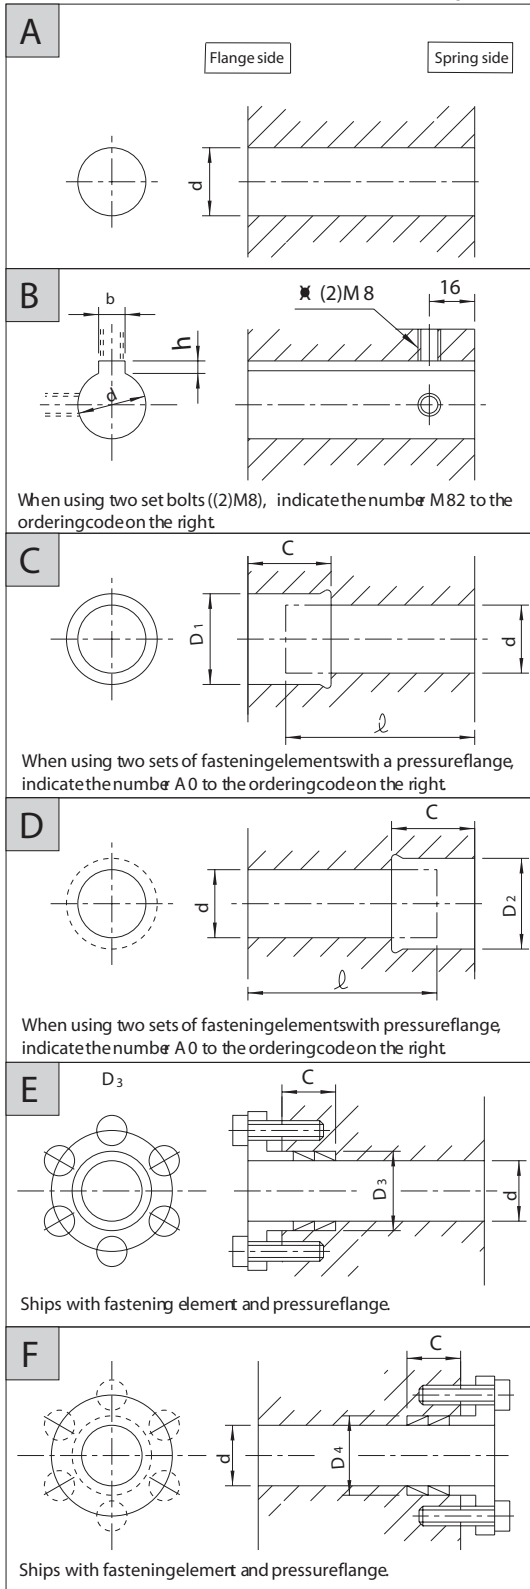 A
Flange side
Spring side
d
B
b
h
d
(2)M 8
16
When using two set bolts ((2)M8), indicate the number M82 to the
ordering code on the right.
C
C
D1
d
ℓ
When using two sets of fastening elements with a pressure flange,
indicate the number A0 to the ordering code on the right.
D
C
d
D2
ℓ
When using two sets of fastening elements with pressure flange,
indicate the number A0 to the ordering code on the right.
E
D3
C
D3
d
Ships with fastening element and pressure flange.
F
C
d
D4
Ships with fastening element and pressure flange.